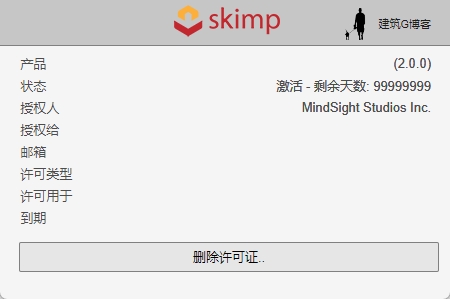 skimp
建筑G博客
产品 (2.0.0)
状态 激活 - 剩余天数: 99999999
授权人 MindSight Studios Inc.
授权给
邮箱
许可类型
许可用于
到期
删除许可证..